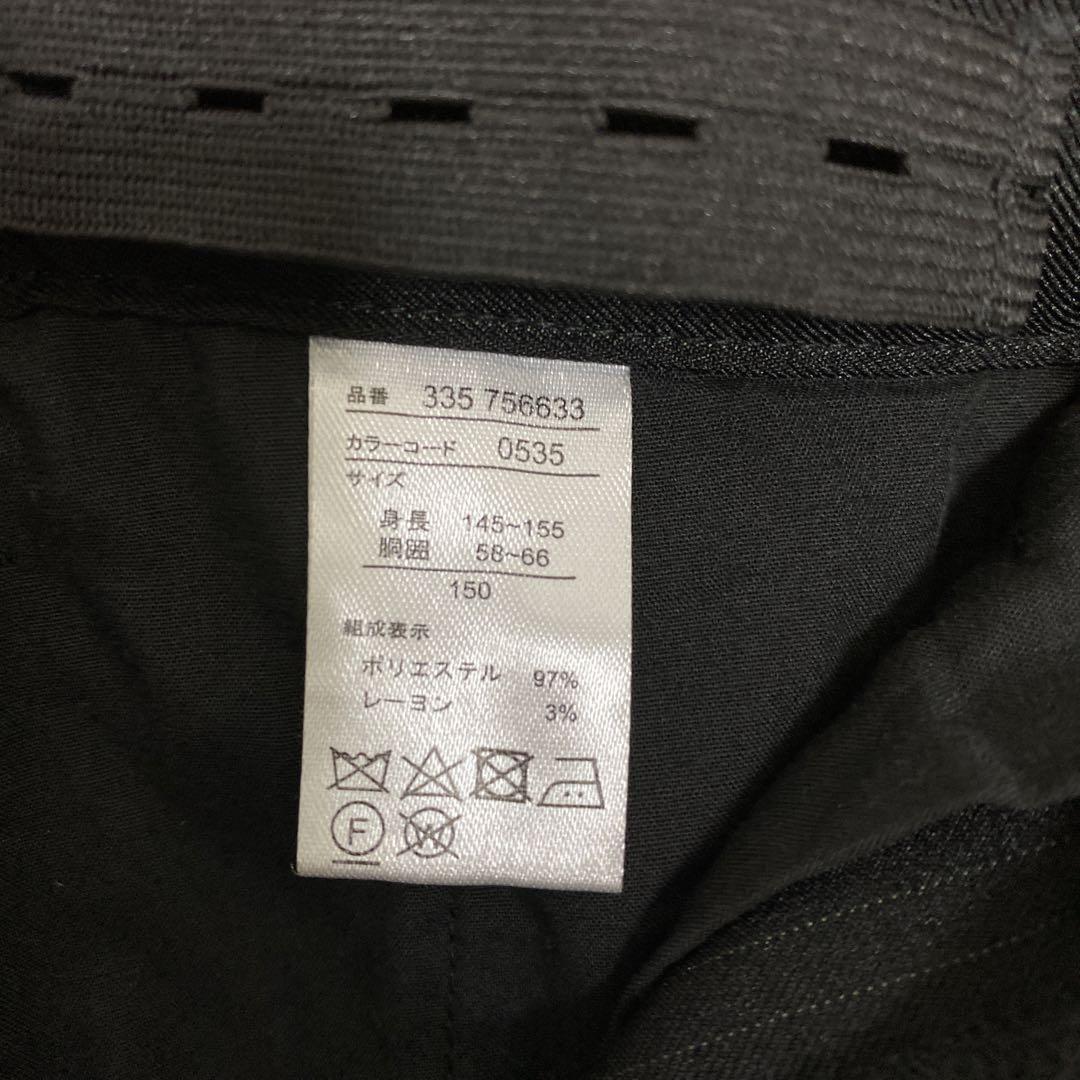 品番 335 756633
カラーコード 0535
サイズ
身長 145~155
胴囲 58~66
150
組成表示
ポリエステル 97%
レーヨン 3%
F W